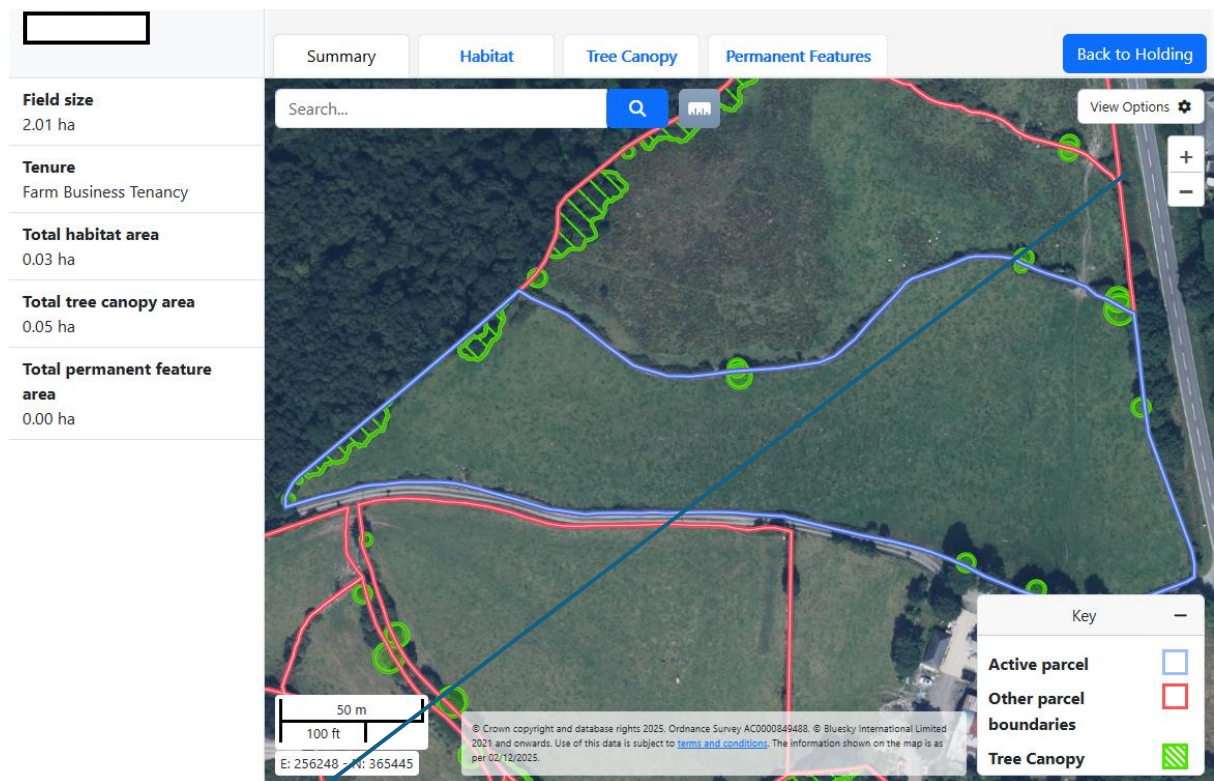 Summary
Habitat
Tree Canopy
Permanent Features
Back to Holding
Field size
2.01 ha
Tenure
Farm Business Tenancy
Total habitat area
0.03 ha
Total tree canopy area
0.05 ha
Total permanent feature
area
0.00 ha
Search...
View Options
+
−
50 m
100 ft
E: 256248 - N: 365445
© Crown copyright and database rights 2025. Ordnance Survey AC0000849488. © Bluesky International Limited
2021 and onwards. Use of this data is subject to terms and conditions. The information shown on the map is as
per 02/12/2025.
Key −
Active parcel
Other parcel
boundaries
Tree Canopy